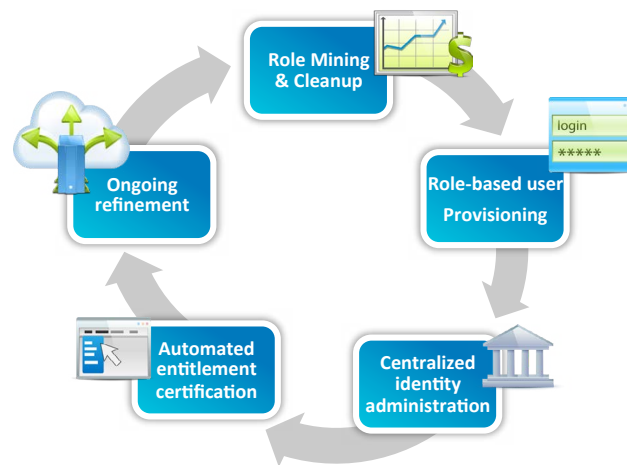 Role Mining
& Cleanup
login
*****
Role-based user
Provisioning
Centralized
identity
administration
Automated
entitlement
certification
Ongoing
refinement